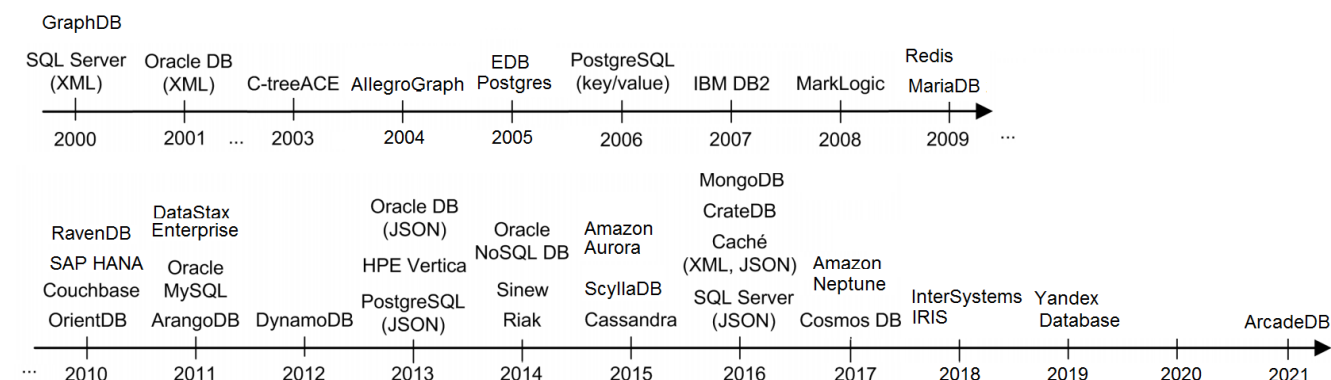 GraphDB
SQL Server
(XML)
Oracle DB
(XML)
C-treeACE
AllegroGraph
EDB
Postgres
PostgreSQL
(key/value)
IBM DB2
MarkLogic
Redis
MariaDB
2000
2001
...
2003
2004
2005
2006
2007
2008
2009
...
RavenDB
SAP HANA
Couchbase
OrientDB
DataStax
Enterprise
Oracle
MySQL
ArangoDB
DynamoDB
Oracle DB
(JSON)
HPE Vertica
PostgreSQL
(JSON)
Oracle
NoSQL DB
Sinew
Riak
Amazon
Aurora
ScyllaDB
Cassandra
MongoDB
CrateDB
Caché
(XML, JSON)
SQL Server
(JSON)
Amazon
Neptune
Cosmos DB
InterSystems
IRIS
Yandex
Database
ArcadeDB
...
2010
2011
2012
2013
2014
2015
2016
2017
2018
2019
2020
2021